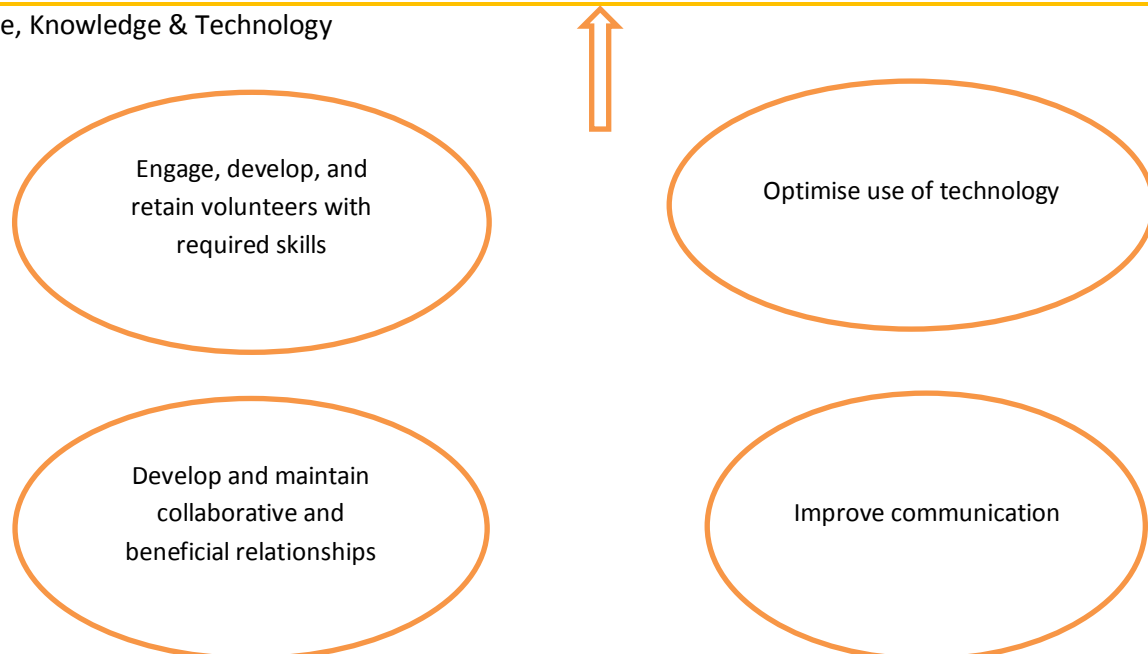 e, Knowledge & Technology
Engage, develop, and
retain volunteers with
required skills
Optimise use of technology
Develop and maintain
collaborative and
beneficial relationships
Improve communication